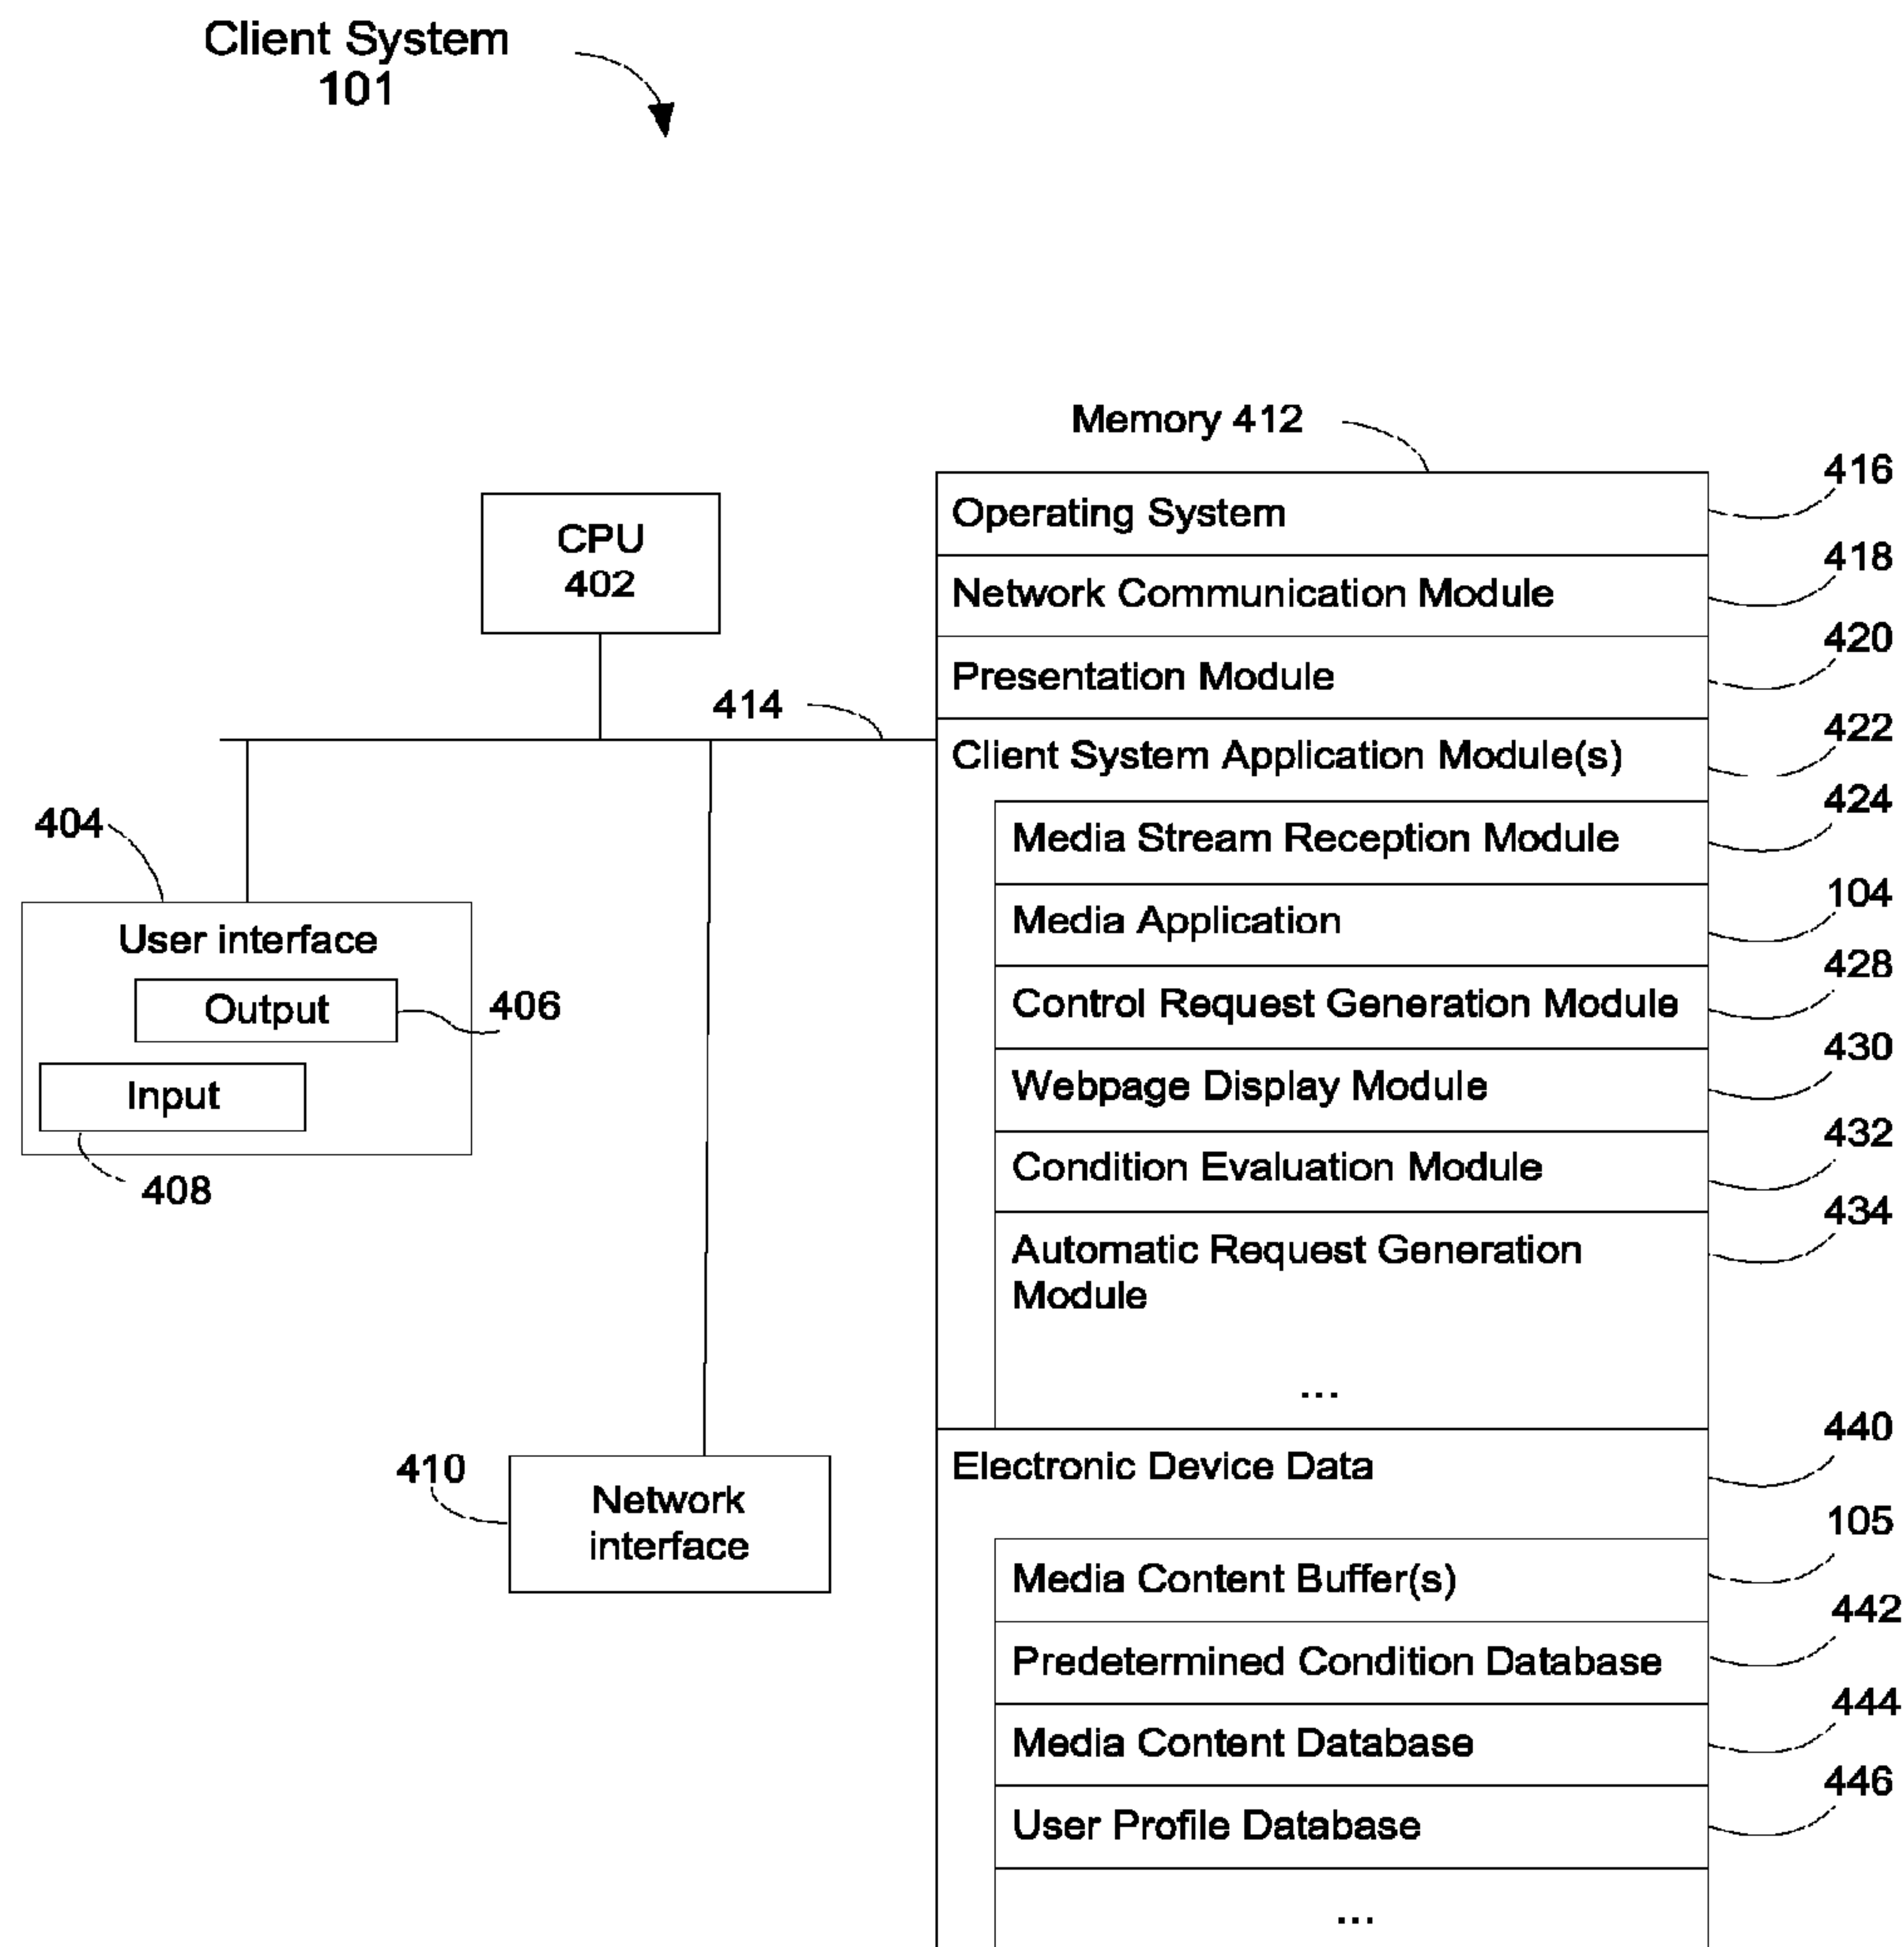 Client System
101
Memory 412
416
Operating System
CPU
402
418
Network Communication Module
420
Presentation Module
414
422
Client System Application Module(s)
404
424
Media Stream Reception Module
User interface
104
Media Application
Output
406
428
Control Request Generation Module
Input
430
Webpage Display Module
408
432
Condition Evaluation Module
434
Automatic Request Generation
Module
...
410
Network
interface
440
Electronic Device Data
105
Media Content Buffer(s)
442
Predetermined Condition Database
444
Media Content Database
446
User Profile Database
...